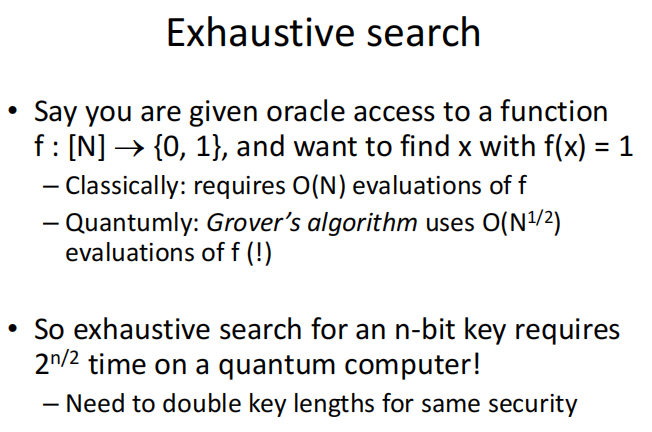 Exhaustive search
• Say you are given oracle access to a function
f : [N] → {0, 1}, and want to find x with f(x) = 1
– Classically: requires O(N) evaluations of f
– Quantumly: Grover’s algorithm uses O(N^1/2)
evaluations of f (!)
• So exhaustive search for an n-bit key requires
2^n/2 time on a quantum computer!
– Need to double key lengths for same security